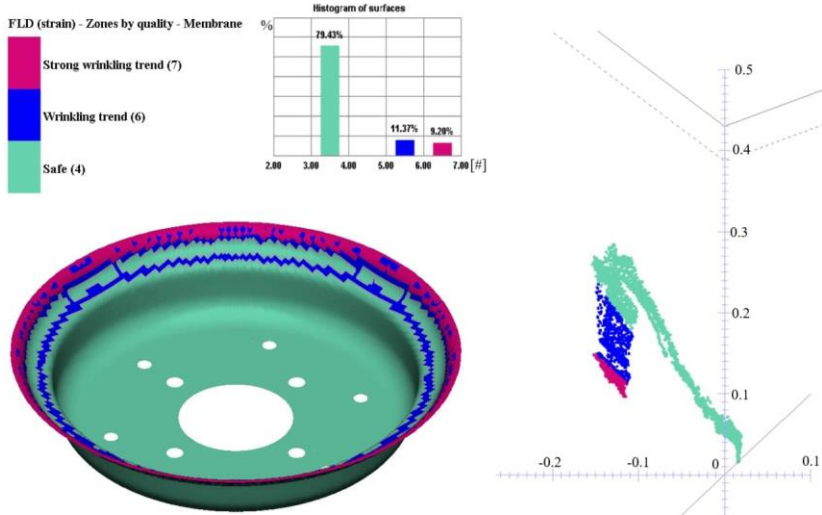 FLD (strain) - Zones by quality - Membrane
Strong wrinkling trend (7)
Wrinkling trend (6)
Safe (4)
Histogram of surfaces
%
79.43%
11.37%
9.20%
2.00 3.00 4.00 5.00 6.00 7.00 [#]
0.5
0.4
0.3
0.2
0.1
-0.2 -0.1 0 0.1